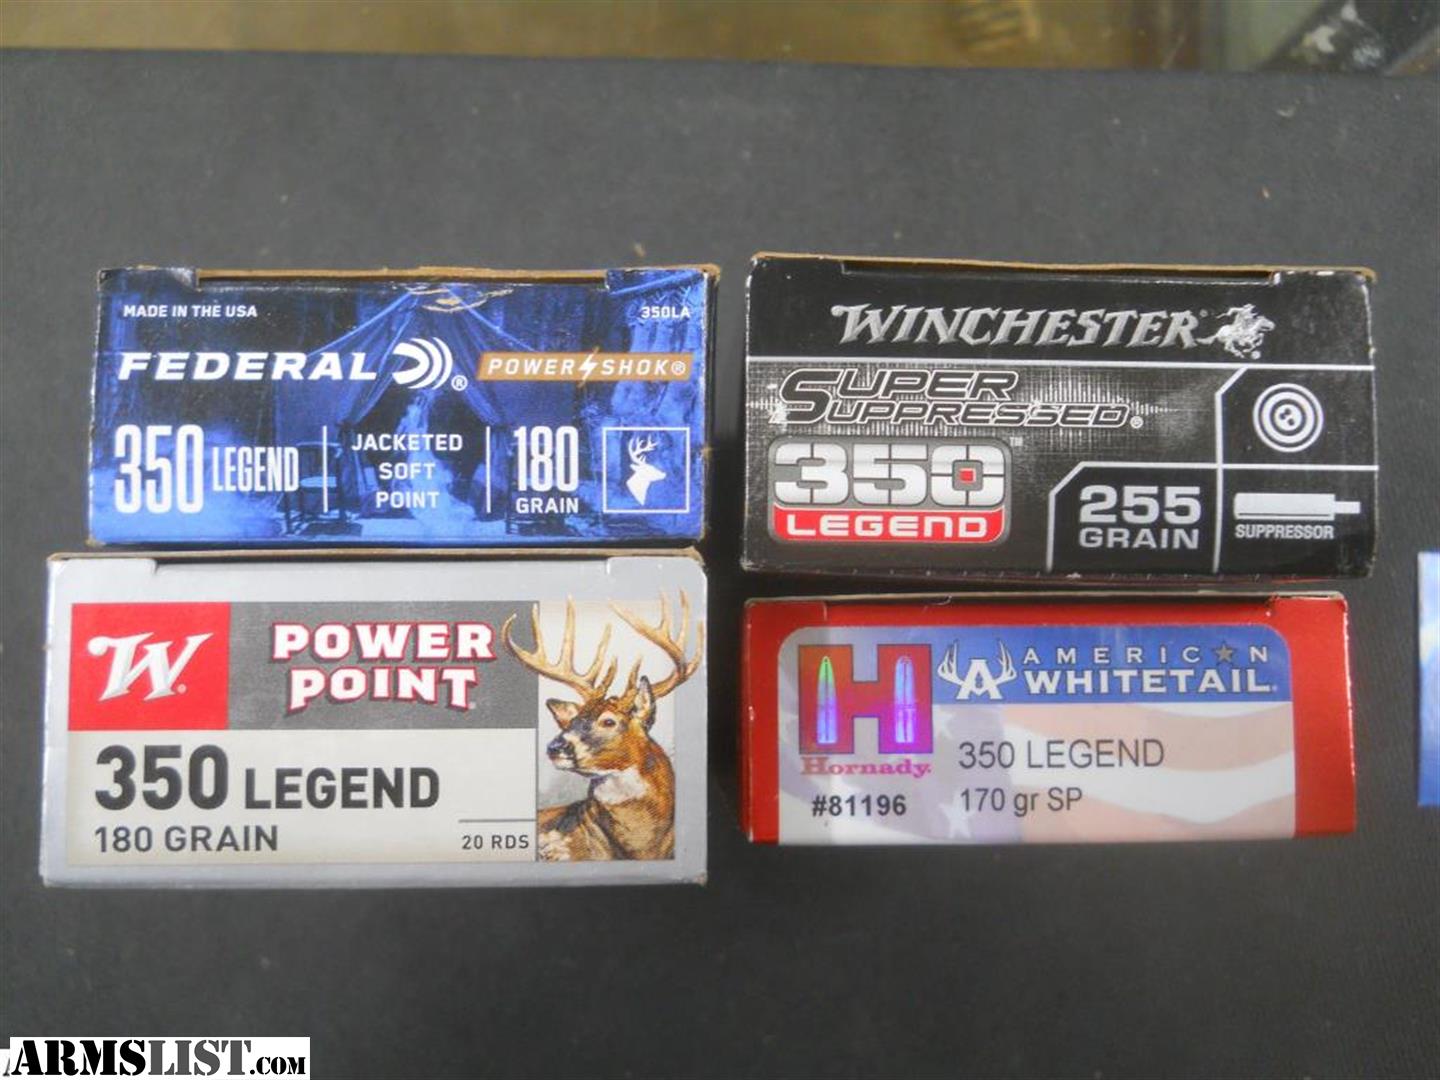 MADE IN THE USA
350LA
FEDERAL ®
POWER SHOK®
350 LEGEND
JACKETED
SOFT
POINT
180
GRAIN
WINCHESTER
SUPER
SUPPRESSED®
350™
LEGEND
255
GRAIN
SUPPRESSOR
W
POWER
POINT
350 LEGEND
180 GRAIN
20 RDS
H
Hornady
#81196
A
AMERICAN
WHITETAIL
350 LEGEND
170 gr SP
ARMSLIST.com